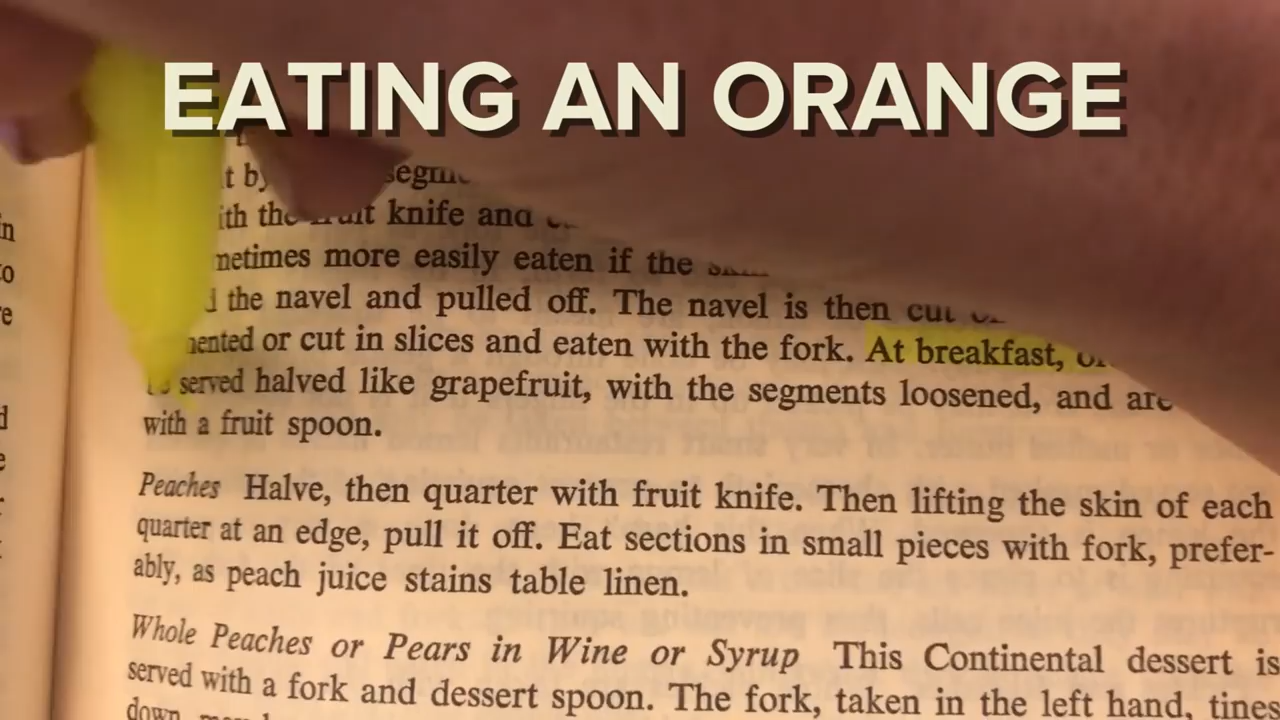 EATING AN ORANGE
the fruit knife and
more easily eaten if the
the navel and pulled off. The navel is then cut
or cut in slices and eaten with the fork. At breakfast,
served halved like grapefruit, with the segments loosened, and are
with a fruit spoon.
Peaches Halve, then quarter with fruit knife. Then lifting the skin of each
quarter at an edge, pull it off. Eat sections in small pieces with fork, prefer-
ably, as peach juice stains table linen.
Whole Peaches or Pears in Wine or Syrup This Continental dessert is
served with a fork and dessert spoon. The fork, taken in the left hand, tines
down